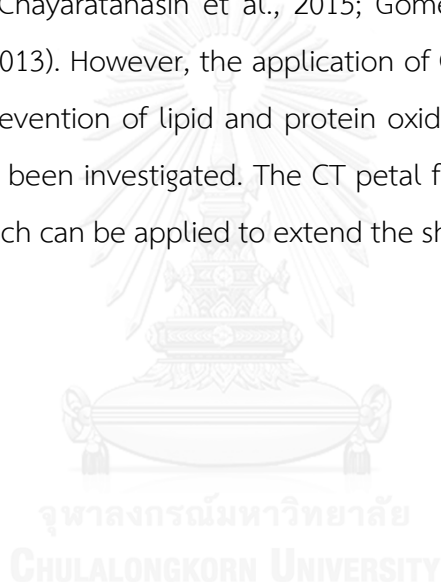 Chayaratanasin et al., 2015; Gome
013). However, the application of
evention of lipid and protein oxid
been investigated. The CT petal f
ch can be applied to extend the sh
จุฬาลงกรณ์มหาวิทยาลัย
CHULALONGKORN UNIVERSITY